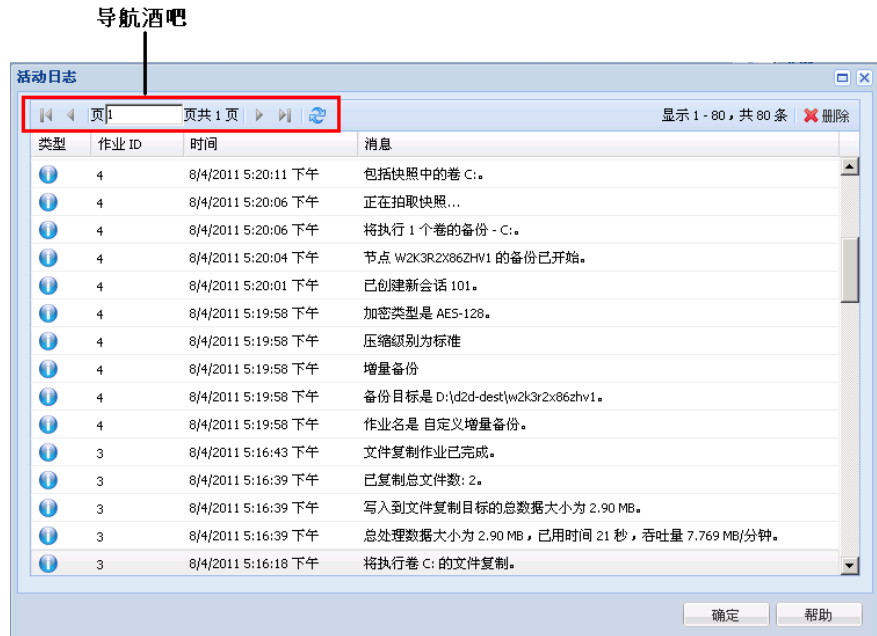 导航酒吧
活动日志
页1 页共 1 页 显示 1 - 80，共 80 条 删除
类型 作业 ID 时间 消息
4 8/4/2011 5:20:11 下午 包括快照中的卷 C:。
4 8/4/2011 5:20:06 下午 正在拍取快照...
4 8/4/2011 5:20:06 下午 将执行 1 个卷的备份 - C:。
4 8/4/2011 5:20:04 下午 节点 W2K3R2X86ZHV1 的备份已开始。
4 8/4/2011 5:20:01 下午 已创建新会话 101。
4 8/4/2011 5:19:58 下午 加密类型是 AES-128。
4 8/4/2011 5:19:58 下午 压缩级别为标准
4 8/4/2011 5:19:58 下午 增量备份
4 8/4/2011 5:19:58 下午 备份目标是 D:\d2d-dest\w2k3r2x86zhv1。
4 8/4/2011 5:19:58 下午 作业名是 自定义增量备份。
3 8/4/2011 5:16:43 下午 文件复制作业已完成。
3 8/4/2011 5:16:39 下午 已复制总文件数: 2。
3 8/4/2011 5:16:39 下午 写入到文件复制目标的总数据大小为 2.90 MB。
3 8/4/2011 5:16:39 下午 总处理数据大小为 2.90 MB，已用时间 21 秒，吞吐量 7.769 MB/分钟。
3 8/4/2011 5:16:18 下午 将执行卷 C: 的文件复制。
确定 帮助